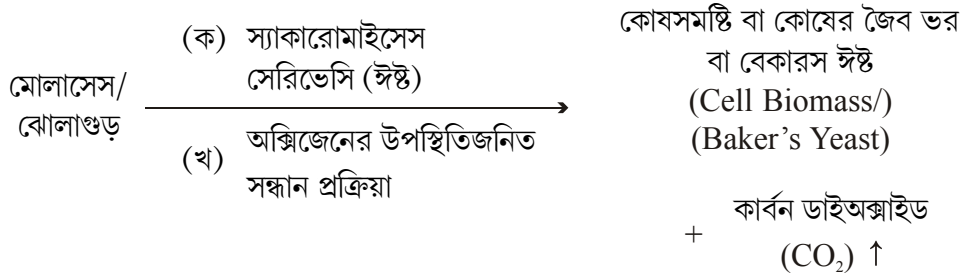 মোলাসেস/
ঝোলাগুড়
(ক) স্যাকারোমাইসেস
সেরিভেসি (ঈষ্ট)
(খ) অক্সিজেনের উপস্থিতিজনিত
সন্ধান প্রক্রিয়া
কোষসমষ্টি বা কোষের জৈব ভর
বা বেকারস ঈষ্ট
(Cell Biomass/)
(Baker’s Yeast)
+ কার্বন ডাইঅক্সাইড
(CO₂) ↑